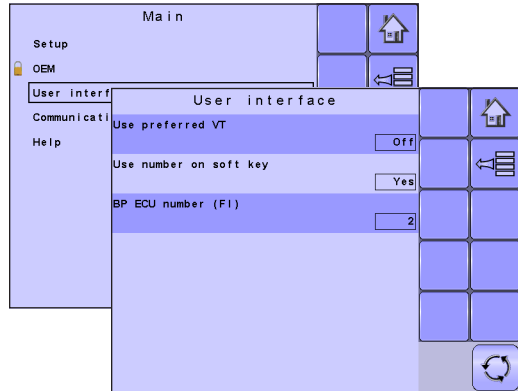 Main
Setup
OEM
User interf
Communicati
Help
User interface
Use preferred VT
Off
Use number on soft key
Yes
BP ECU number (FI)
2